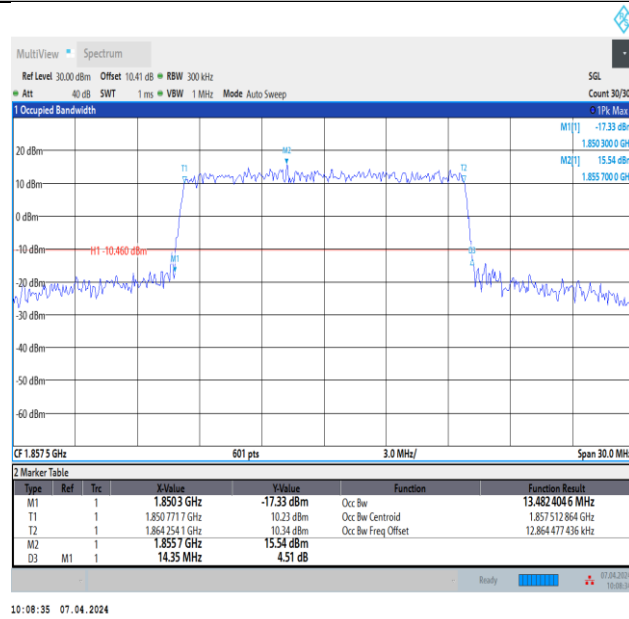 MultiView Spectrum
Ref Level 30.00 dBm Offset 10.41 dB RBW 300 kHz SGL
Att 40 dB SWT 1 ms VBW 1 MHz Mode Auto Sweep Count 30/30
1 Occupied Bandwidth 1Pk Max
M1[1] -17.33 dBm
1.850 300 0 GH
M2[1] 15.54 dBm
1.855 700 0 GH
20 dBm
10 dBm
0 dBm
-10 dBm
-20 dBm
-30 dBm
-40 dBm
-50 dBm
-60 dBm
T1
M2
T2
H1 -10.460 dBm
M1
D3
CF 1.857 5 GHz 601 pts 3.0 MHz/ Span 30.0 MHz
2 Marker Table
Type Ref Trc X-Value Y-Value Function Function Result
M1 1 1.850 3 GHz -17.33 dBm Occ Bw 13.482 404 6 MHz
T1 1 1.850 771 7 GHz 10.23 dBm Occ Bw Centroid 1.857 512 864 GHz
T2 1 1.864 254 1 GHz 10.34 dBm Occ Bw Freq Offset 12.864 477 436 kHz
M2 1 1.855 7 GHz 15.54 dBm
D3 M1 1 14.35 MHz 4.51 dB
Ready 07.04.2024
10:08:3
10:08:35 07.04.2024